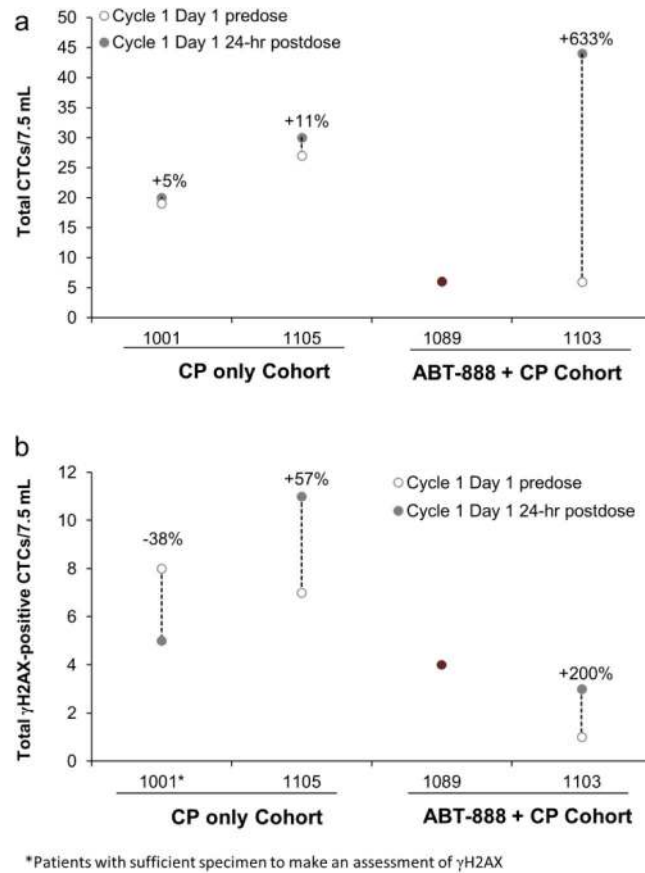 a
Cycle 1 Day 1 predose
Cycle 1 Day 1 24-hr postdose
Total CTCs/7.5 mL
50
45
40
35
30
25
20
15
10
5
0
+5%
+11%
+633%
1001
1105
1089
1103
CP only Cohort
ABT-888 + CP Cohort
b
Cycle 1 Day 1 predose
Cycle 1 Day 1 24-hr postdose
Total γH2AX-positive CTCs/7.5 mL
12
10
8
6
4
2
0
-38%
+57%
+200%
1001*
1105
1089
1103
CP only Cohort
ABT-888 + CP Cohort
*Patients with sufficient specimen to make an assessment of γH2AX